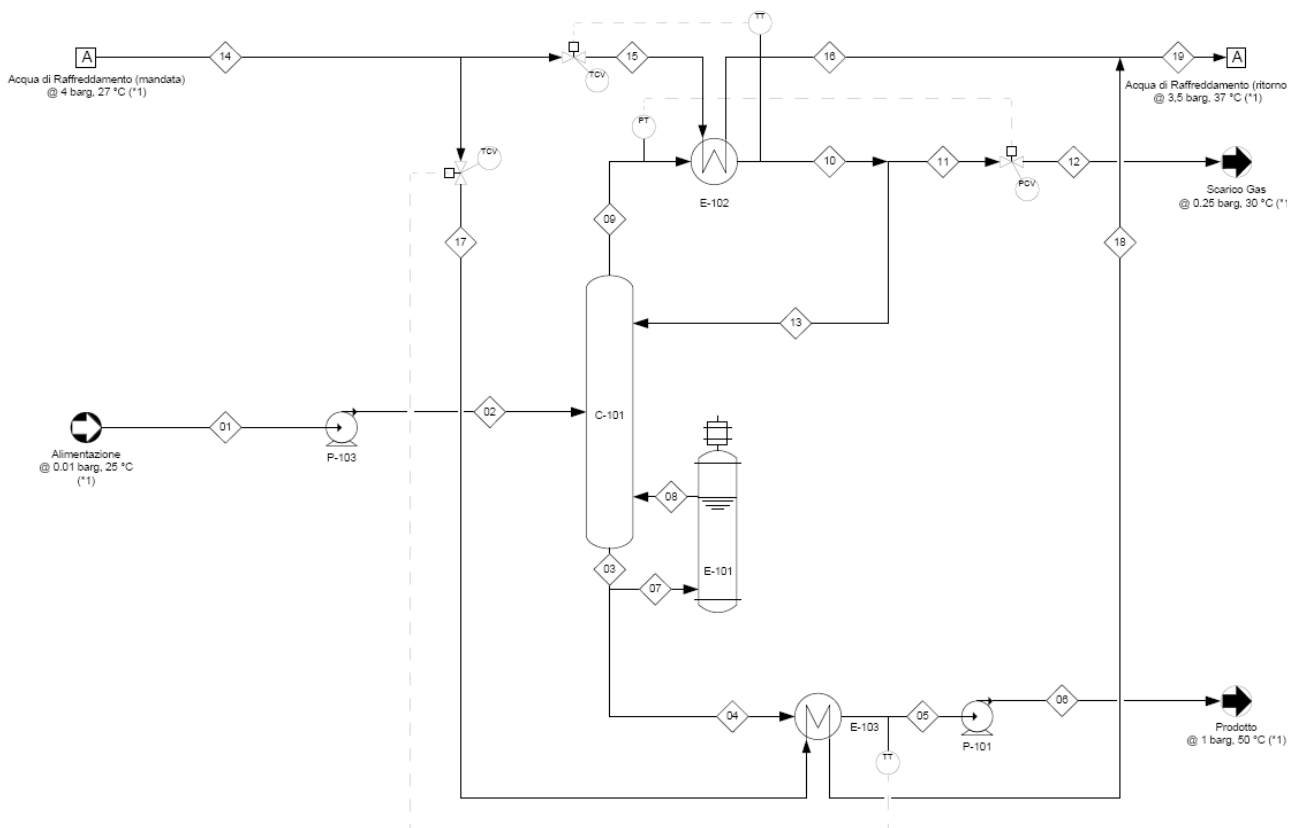 TT
A
14
15
16
19
A
Acqua di Raffreddamento (mandata)
@ 4 barg, 27 °C (*1)
TCV
Acqua di Raffreddamento (ritorno
@ 3,5 barg, 37 °C (*1)
PT
TCV
10
11
12
E-102
PCV
Scarico Gas
@ 0.25 barg, 30 °C (*1
09
17
18
13
01
02
C-101
Alimentazione
@ 0.01 barg, 25 °C
(*1)
P-103
08
03
07
E-101
04
E-103
05
06
P-101
Prodotto
@ 1 barg, 50 °C (*1)
TT